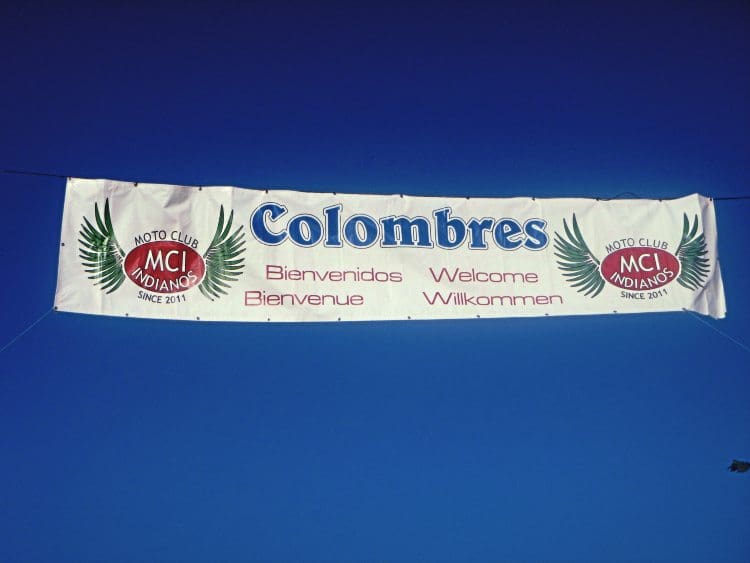 Colombres
Bienvenidos Welcome
Bienvenue Willkommen
MOTO CLUB
MCI
INDIANOS
SINCE 2011
MOTO CLUB
MCI
INDIANOS
SINCE 2011